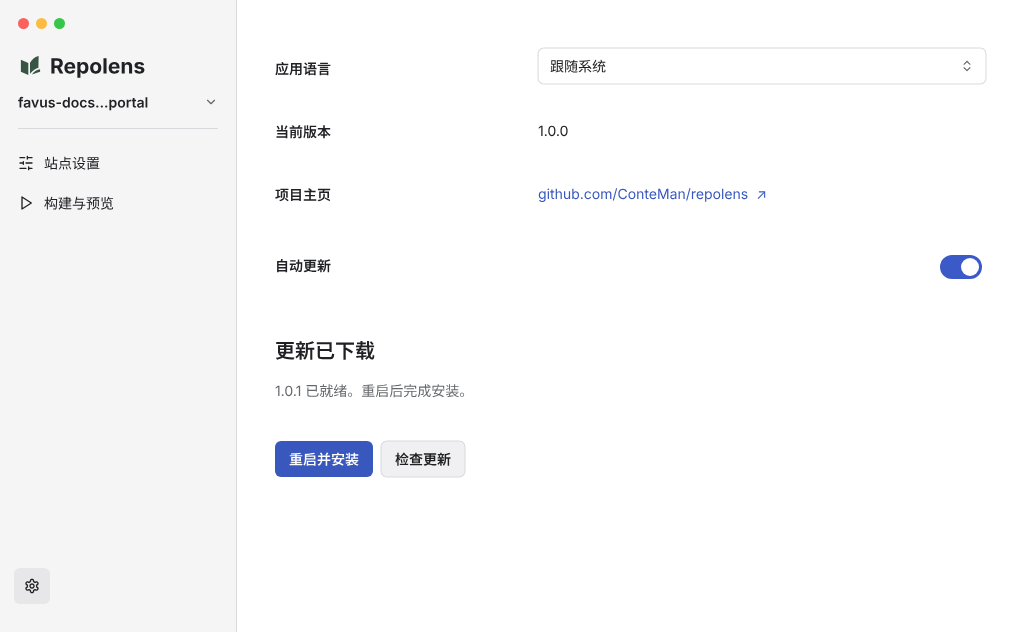 Repolens
favus-docs...portal
站点设置
构建与预览
应用语言
跟随系统
当前版本
1.0.0
项目主页
github.com/ConteMan/repolens
自动更新
更新已下载
1.0.1 已就绪。重启后完成安装。
重启并安装
检查更新